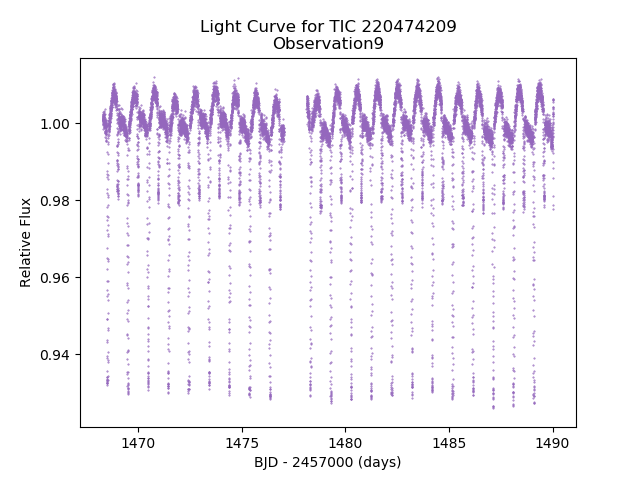 Light Curve for TIC 220474209
Observation9
1.00
0.98
0.96
0.94
Relative Flux
1470
1475
1480
1485
1490
BJD - 2457000 (days)